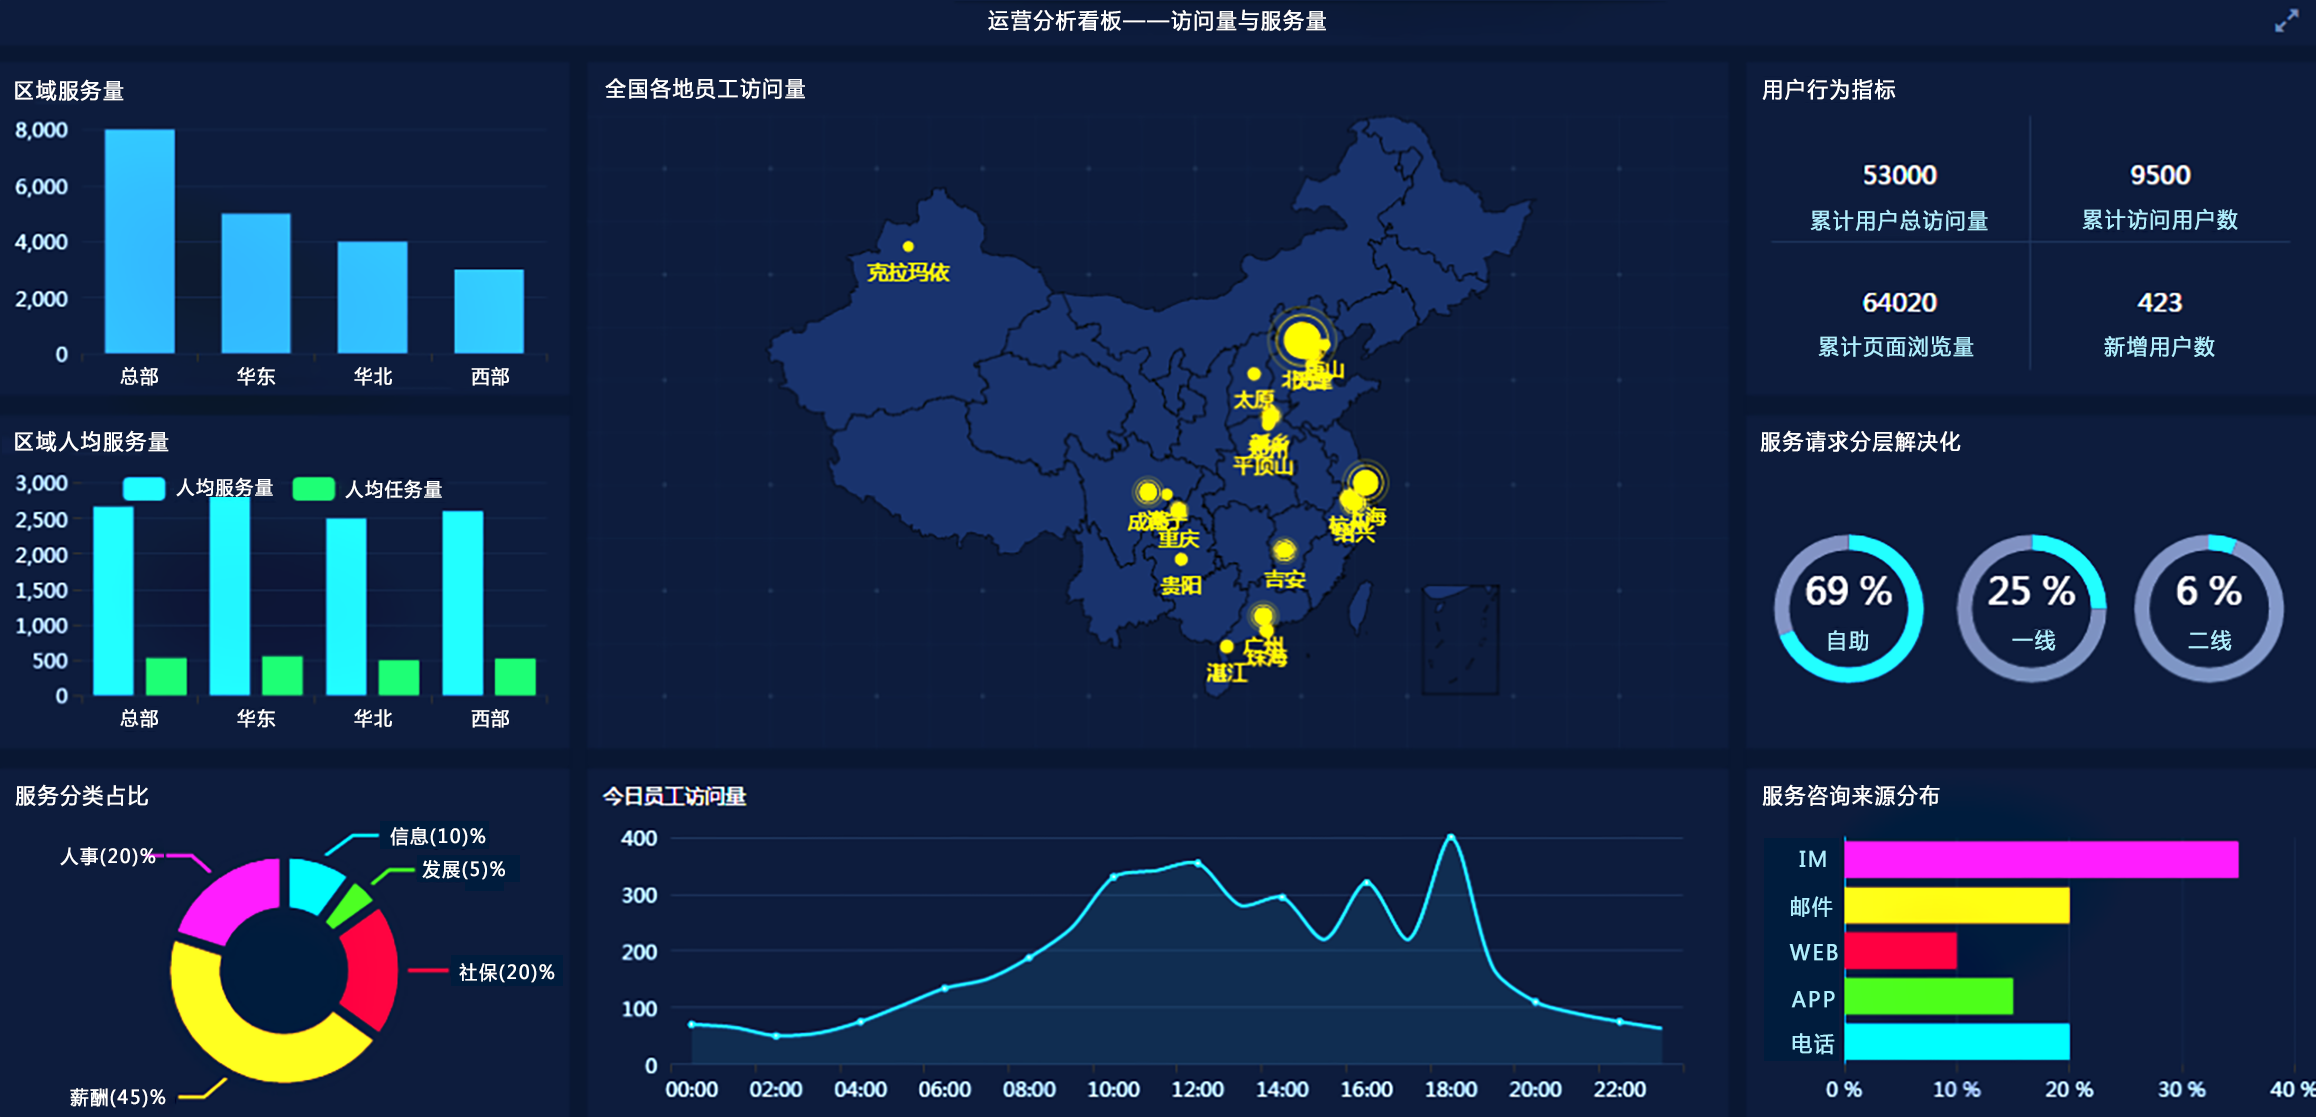 运营分析看板——访问量与服务量
区域服务量
8,000
6,000
4,000
2,000
0
总部 华东 华北 西部
区域人均服务量
人均服务量 人均任务量
3,000
2,500
2,000
1,500
1,000
500
0
总部 华东 华北 西部
服务分类占比
信息(10)%
人事(20)%
发展(5)%
社保(20)%
薪酬(45)%
全国各地员工访问量
克拉玛依
太原
平顶山
上海
杭州
绍兴
重庆
吉安
贵阳
广州
珠海
湛江
今日员工访问量
400
300
200
100
0
00:00 02:00 04:00 06:00 08:00 10:00 12:00 14:00 16:00 18:00 20:00 22:00
用户行为指标
53000 9500
累计用户总访问量 累计访问用户数
64020 423
累计页面浏览量 新增用户数
服务请求分层解决化
69 % 25 % 6 %
自助 一线 二线
服务咨询来源分布
IM
邮件
WEB
APP
电话
0 % 10 % 20 % 30 % 40 %